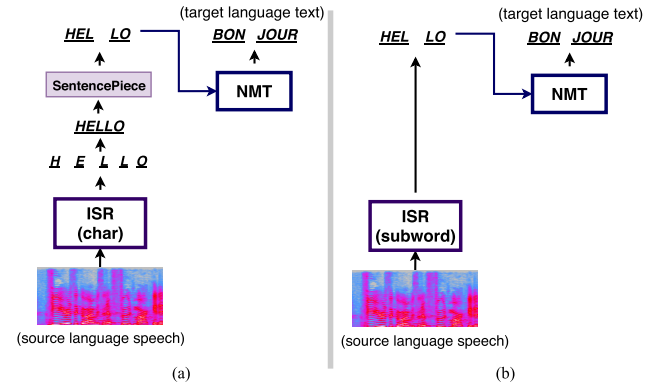 (target language text)
HEL LO
BON JOUR
SentencePiece
NMT
HELLO
H E L L O
ISR
(char)
(source language speech)
(a)
(target language text)
HEL LO
BON JOUR
NMT
ISR
(subword)
(source language speech)
(b)